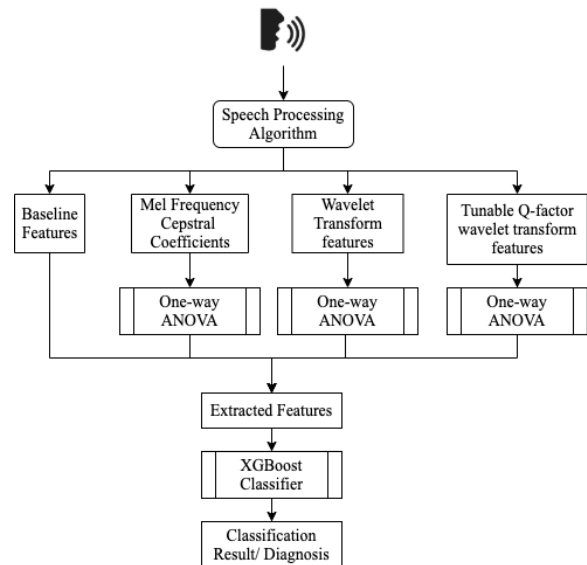 Speech Processing
Algorithm
Baseline
Features
Mel Frequency
Cepstral
Coefficients
Wavelet
Transform
features
Tunable Q-factor
wavelet transform
features
One-way
ANOVA
One-way
ANOVA
One-way
ANOVA
Extracted Features
XGBoost
Classifier
Classification
Result/ Diagnosis